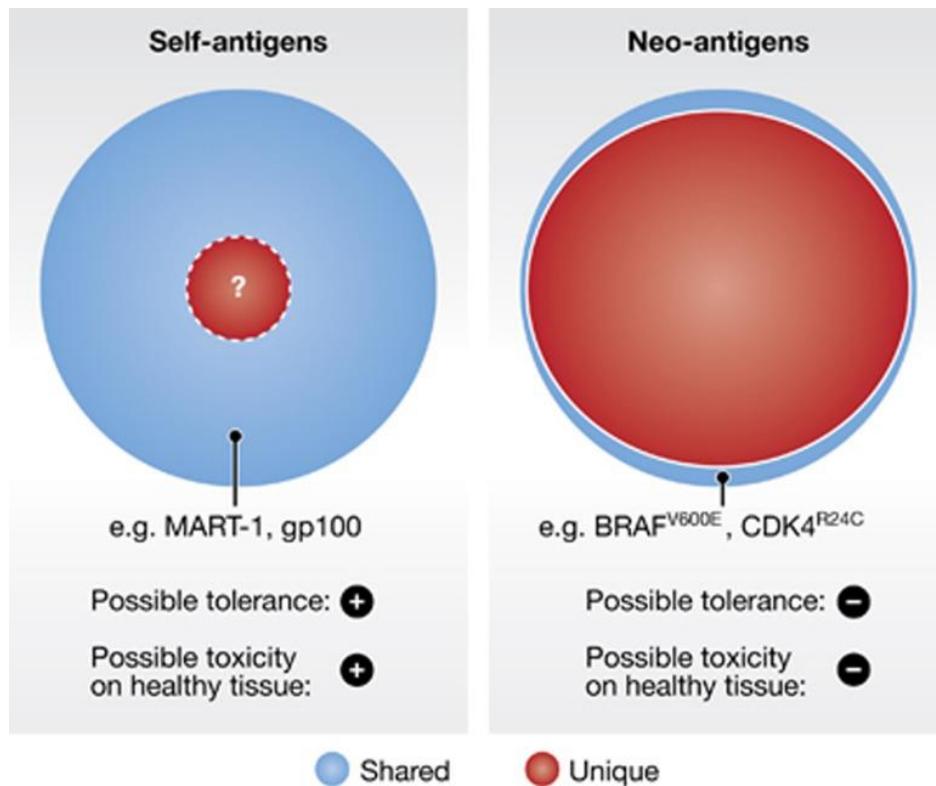 Self-antigens
?
e.g. MART-1, gp100
Possible tolerance: +
Possible toxicity
on healthy tissue: +
Neo-antigens
e.g. BRAF^V600E, CDK4^R24C
Possible tolerance: −
Possible toxicity
on healthy tissue: −
Shared
Unique